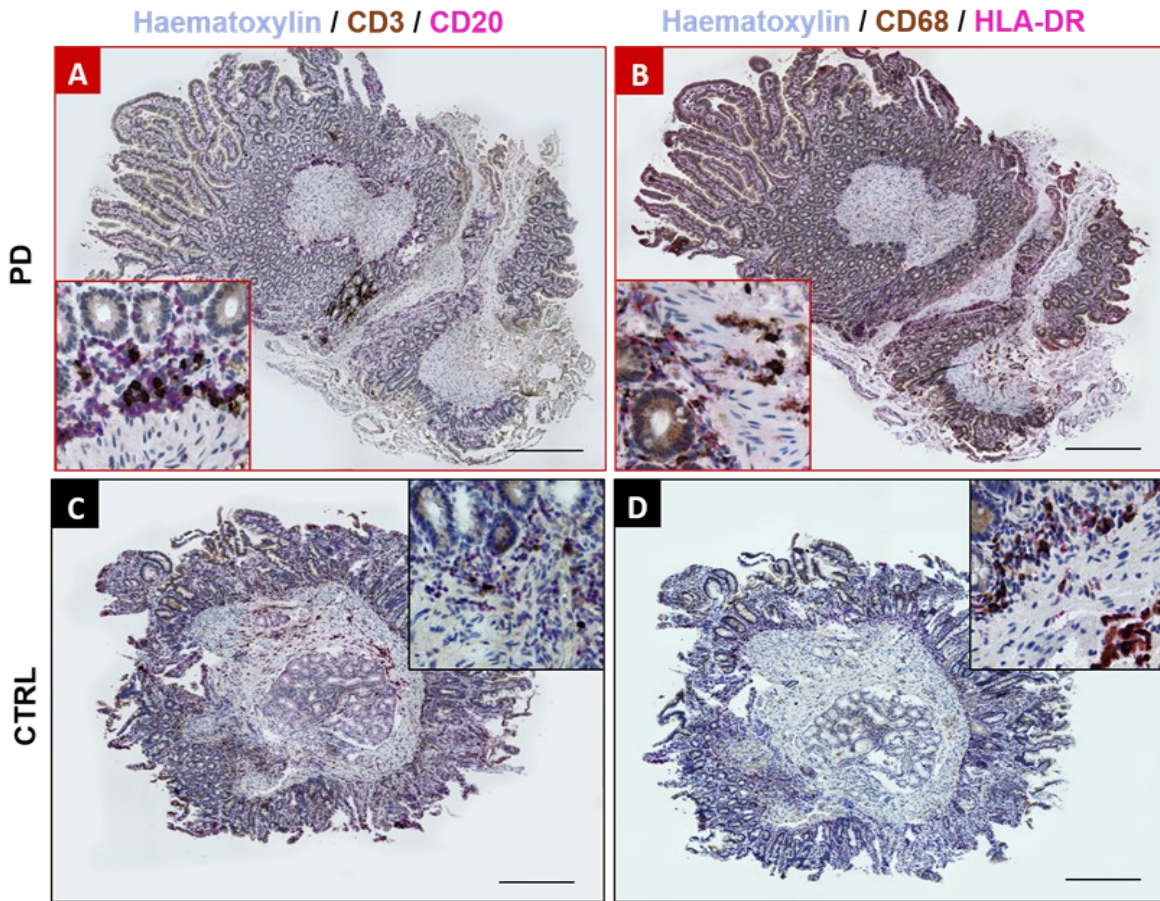 Haematoxylin / CD3 / CD20
Haematoxylin / CD68 / HLA-DR
PD
A
B
CTRL
C
D